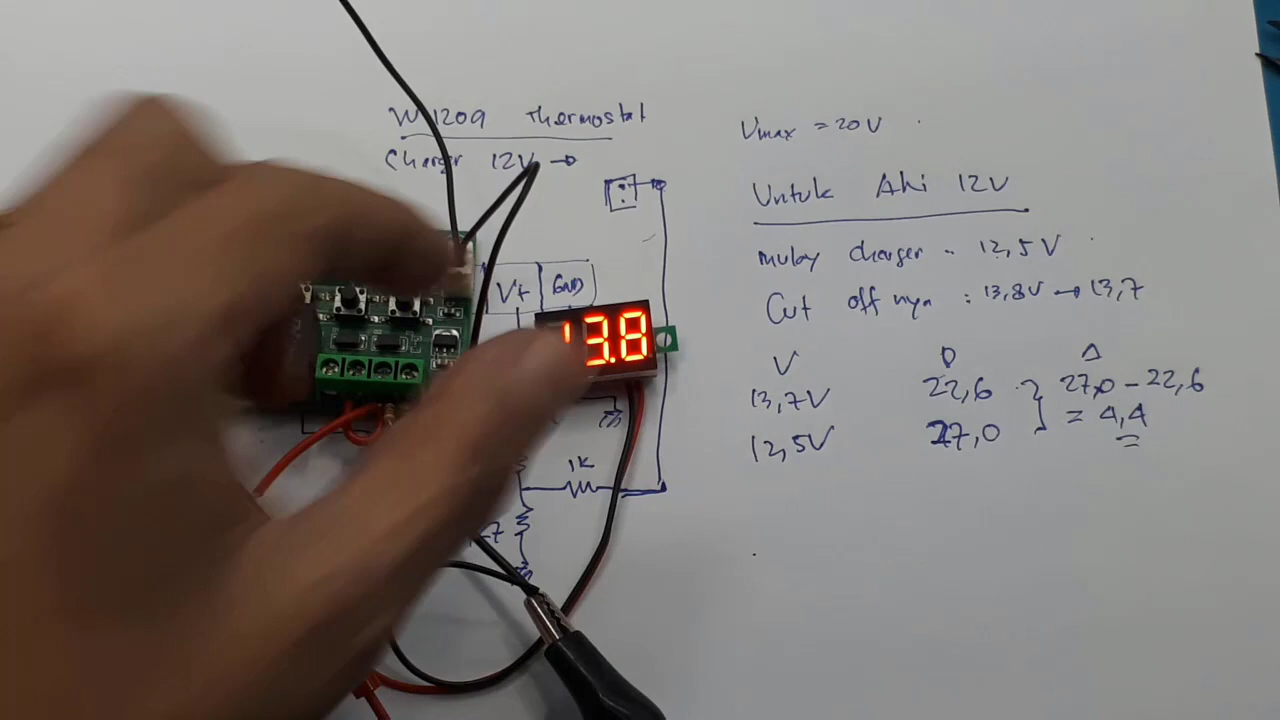 W1209 Thermostat
Charger 12V →
V+ GND
13.8
1K
Vmax = 20V
Untuk Aki 12V
mulay charger = 12,5V
Cut off nya : 13,8V → 13,7
V D Δ
13,7V 22,6 } 27,0 - 22,6
12,5V 27,0 = 4,4